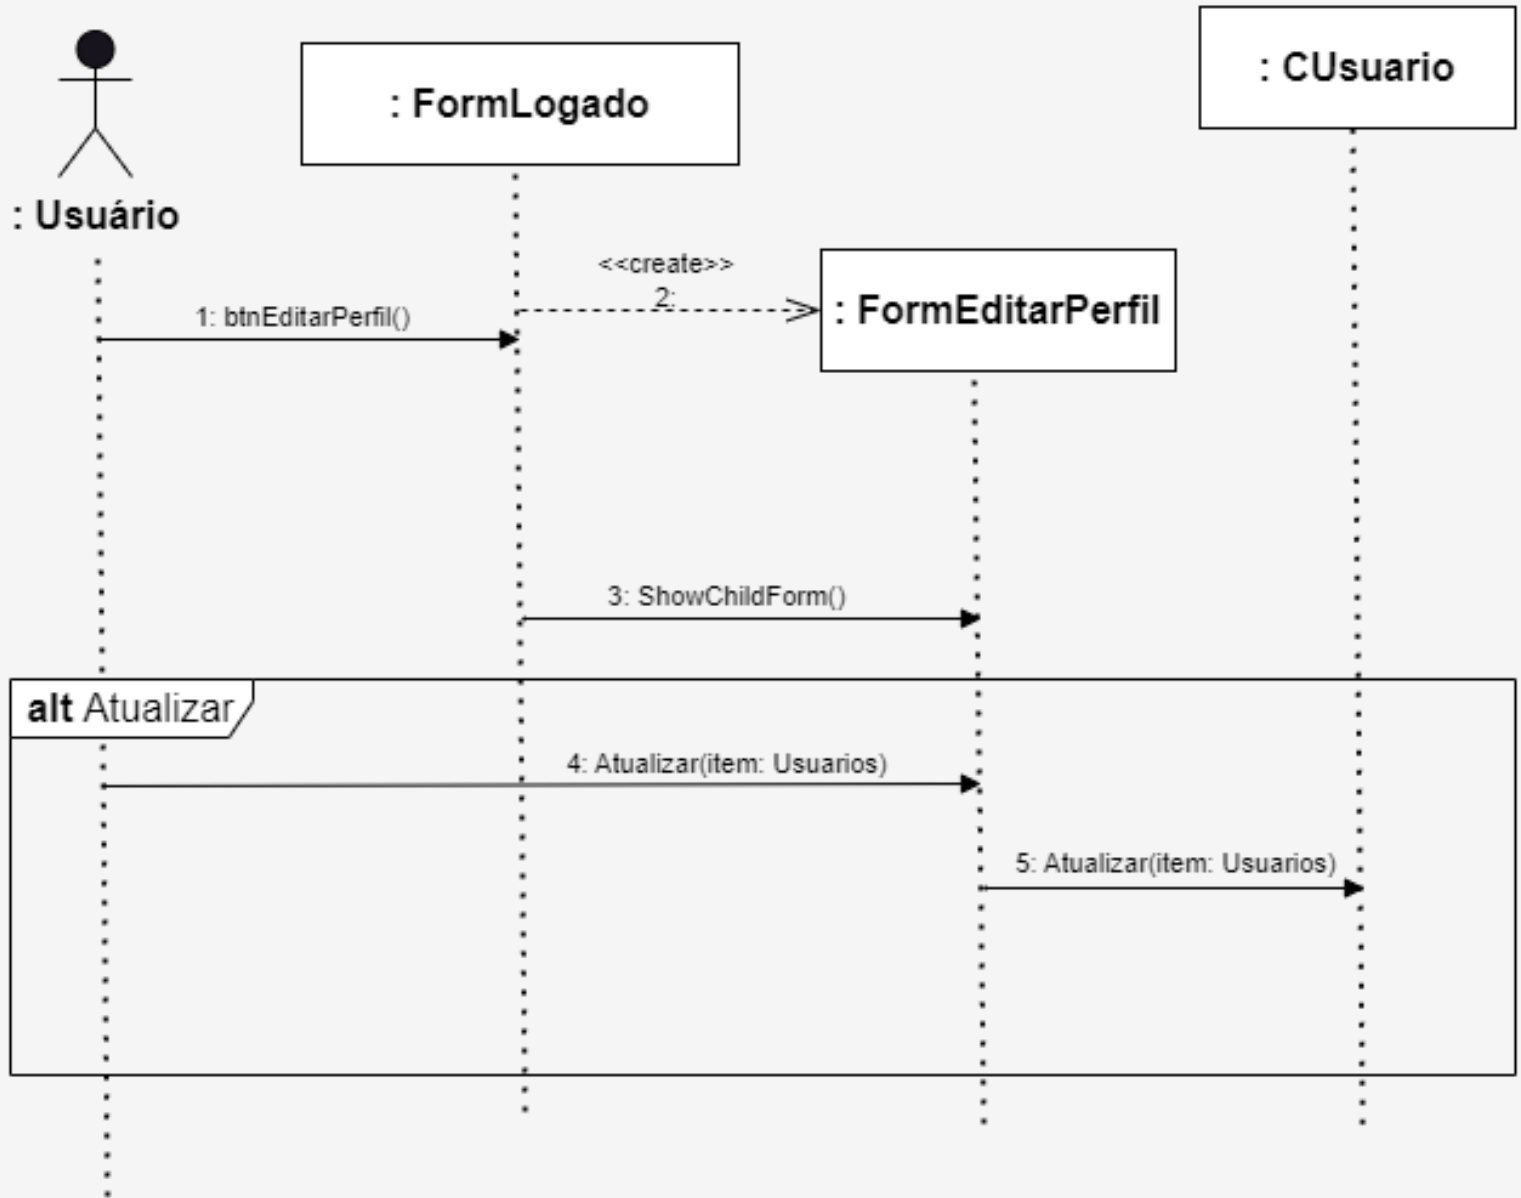 : CUsuario
: FormLogado
: Usuário
<<create>>
2:
: FormEditarPerfil
1: btnEditarPerfil()
3: ShowChildForm()
alt Atualizar
4: Atualizar(item: Usuarios)
5: Atualizar(item: Usuarios)